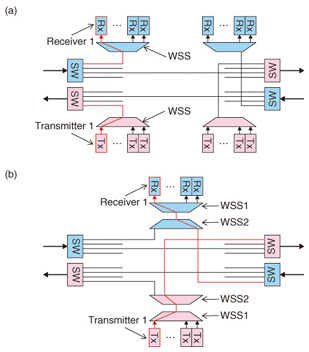 (a)
Rx ... Rx Rx Rx ... Rx Rx
Receiver 1
WSS
SW SW
SW SW
WSS
Transmitter 1
Tx ... Tx Tx Tx ... Tx Tx
(b)
Rx ... Rx Rx
Receiver 1
WSS1
WSS2
SW SW
SW SW
WSS2
WSS1
Transmitter 1
Tx ... Tx Tx